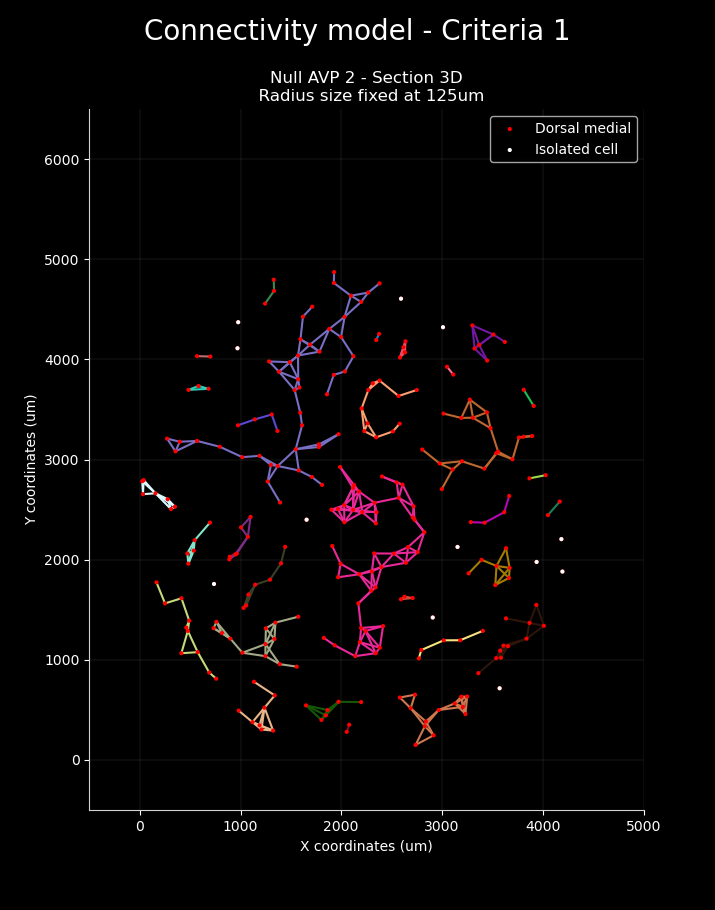 Connectivity model - Criteria 1
Null AVP 2 - Section 3D
Radius size fixed at 125um
Dorsal medial
Isolated cell
6000
5000
4000
3000
2000
1000
0
Y coordinates (um)
0 1000 2000 3000 4000 5000
X coordinates (um)